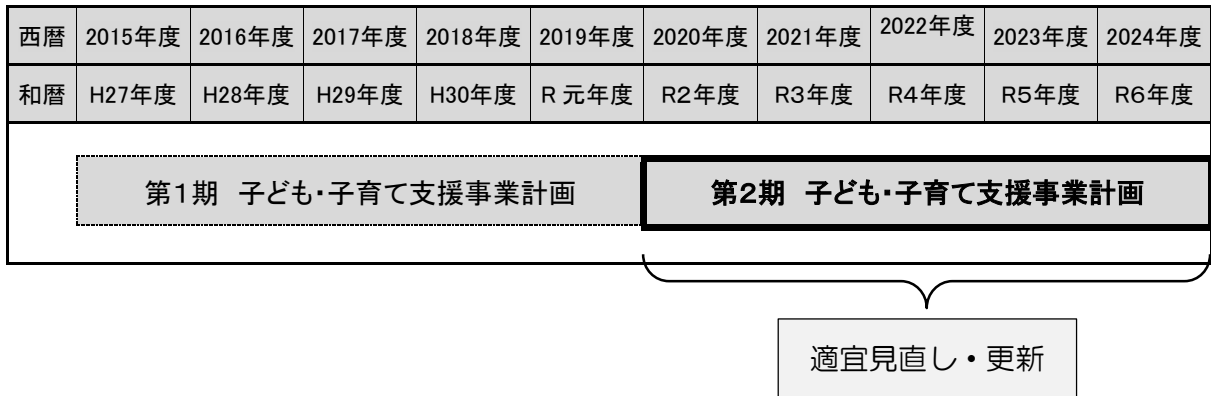 西暦 2015年度 2016年度 2017年度 2018年度 2019年度 2020年度 2021年度 2022年度 2023年度 2024年度
和暦 H27年度 H28年度 H29年度 H30年度 R元年度 R2年度 R3年度 R4年度 R5年度 R6年度
第1期 子ども・子育て支援事業計画 第2期 子ども・子育て支援事業計画
適宜見直し・更新